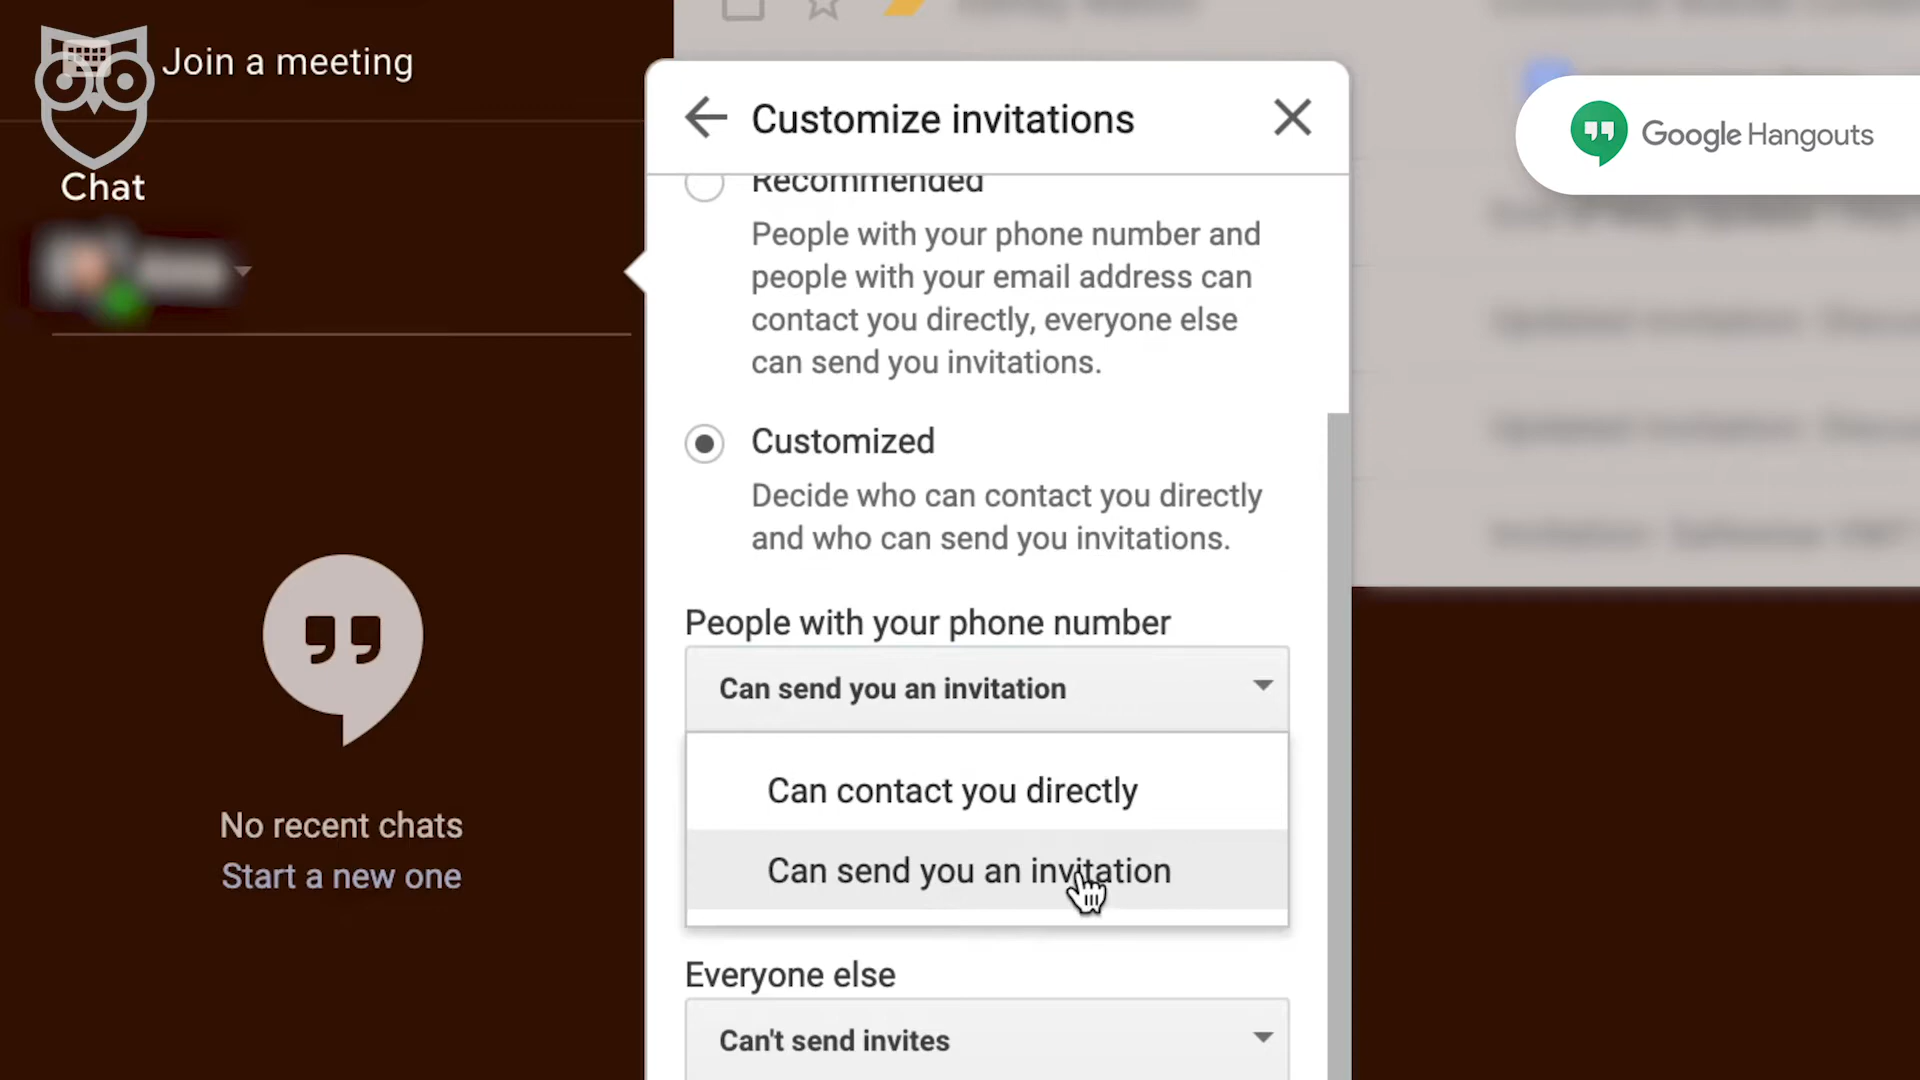 Join a meeting
Chat
No recent chats
Start a new one
Customize invitations
Recommended
People with your phone number and
people with your email address can
contact you directly, everyone else
can send you invitations.
Customized
Decide who can contact you directly
and who can send you invitations.
People with your phone number
Can send you an invitation
Can contact you directly
Can send you an invitation
Everyone else
Can't send invites
Google Hangouts